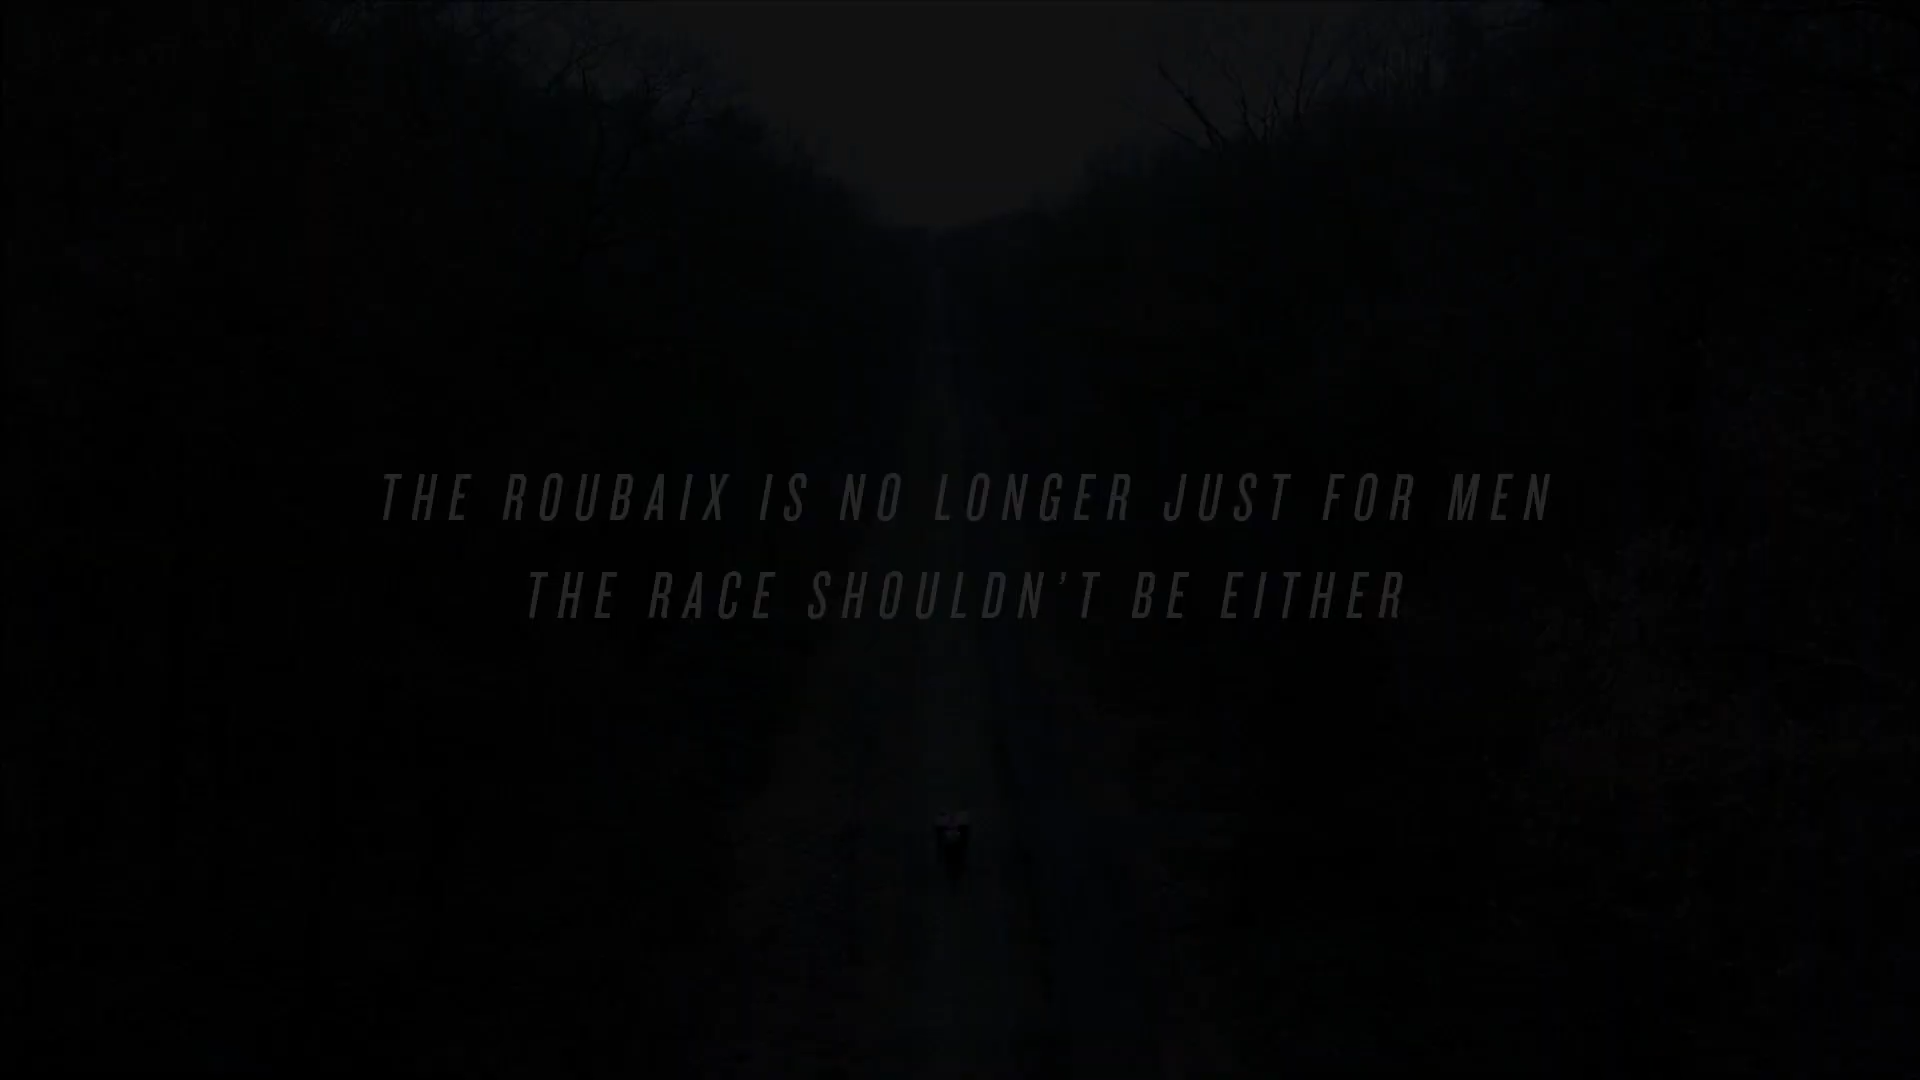 THE ROUBAIX IS NO LONGER JUST FOR MEN
THE RACE SHOULDN'T BE EITHER